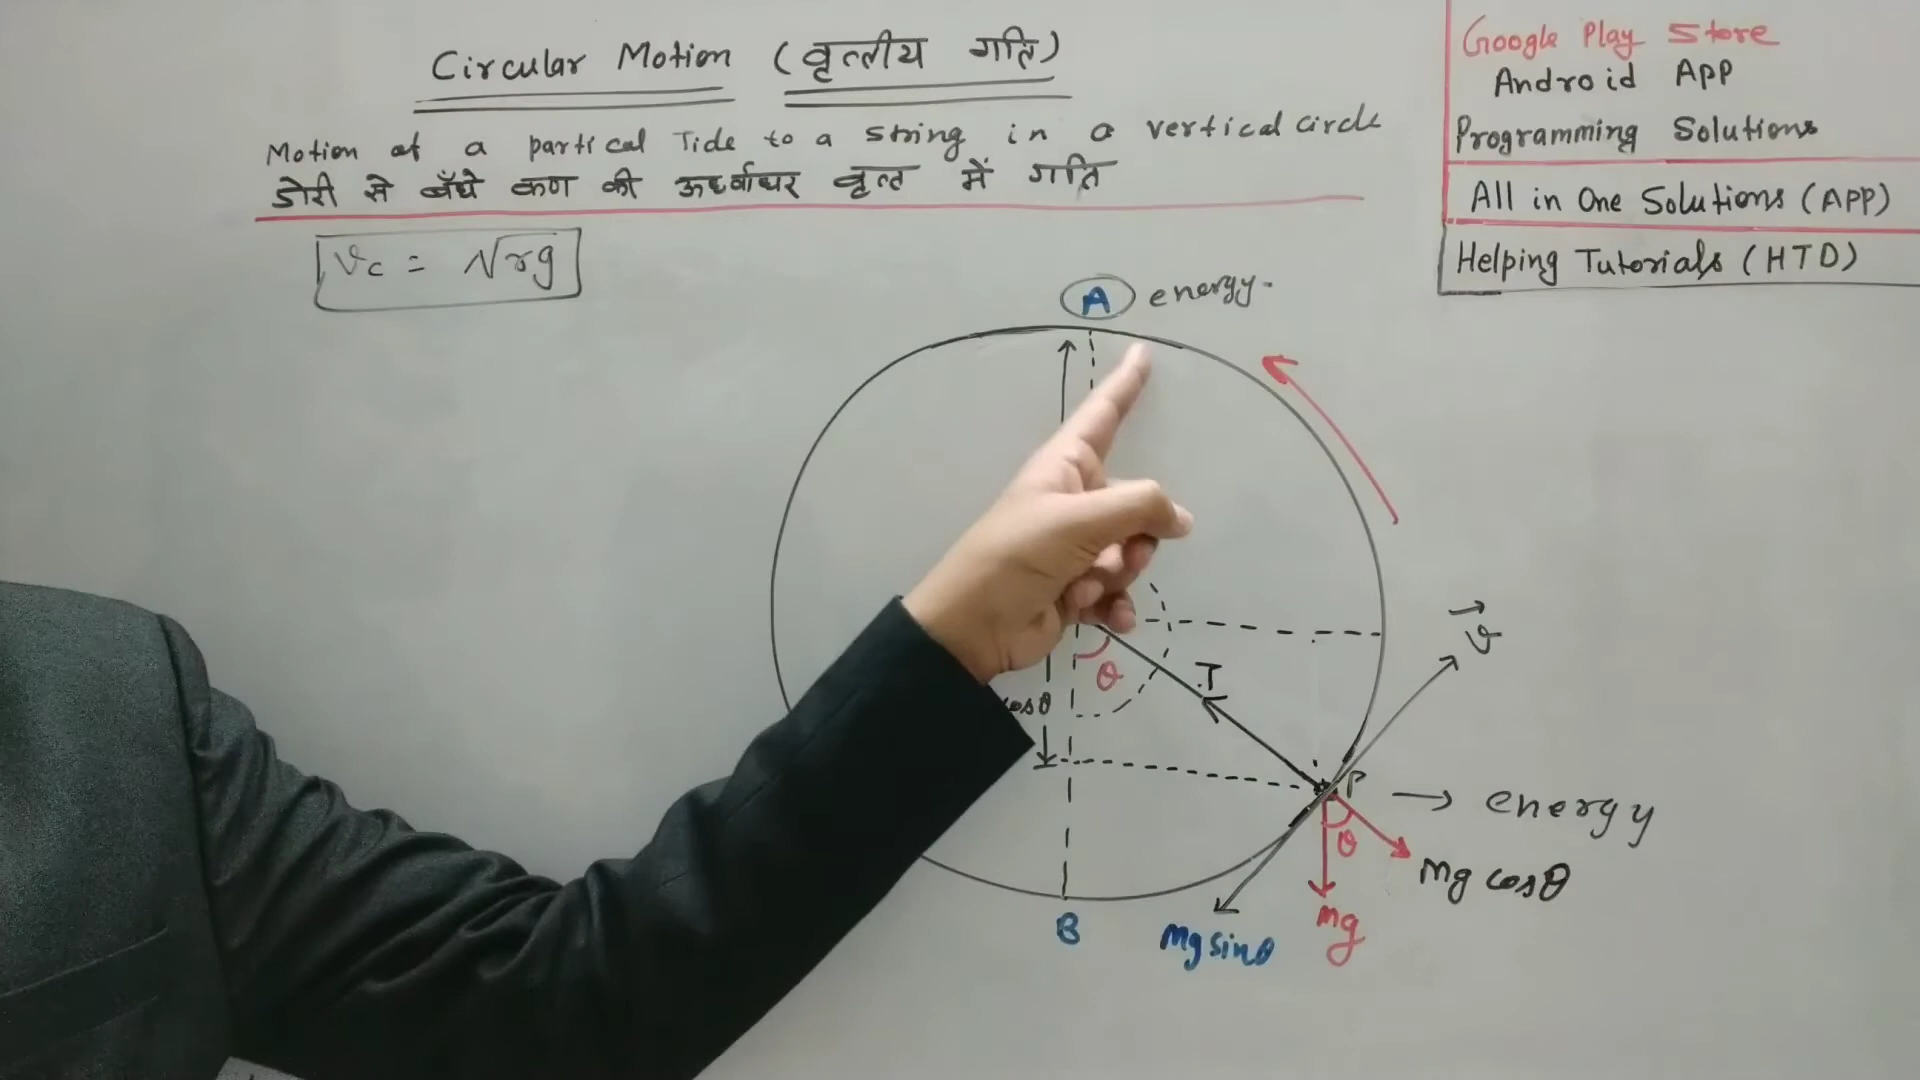 Circular Motion (वृत्तीय गति)
Motion of a partical Tide to a string in a vertical circle
डोरी से बँधे कण की ऊर्ध्वाधर वृत्त में गति
vc = √rg
Google Play Store
Android App
Programming Solutions
All in One Solutions (APP)
Helping Tutorials (HTD)
A energy.
v
θ
T
cosθ
P → energy
θ
mg cosθ
mg
B
mg sinθ